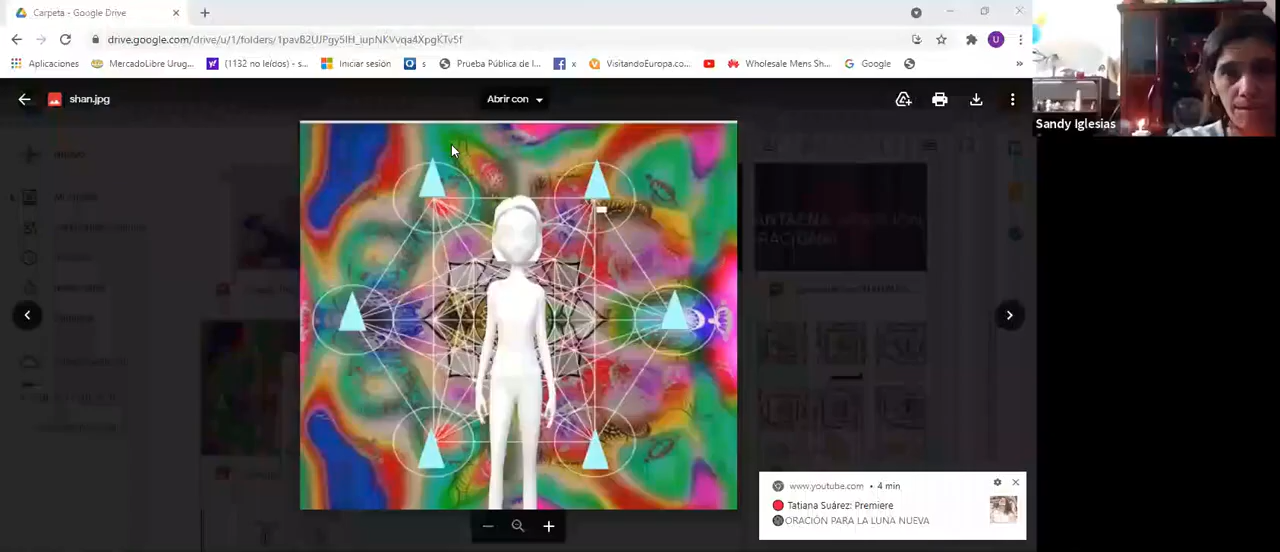 Carpeta - Google Drive
drive.google.com/drive/u/1/folders/1pavB2UJPgy5IH_iupNKVvqa4XpgKTv5f
Aplicaciones MercadoLibre Urug... (1132 no leídos) - s... Iniciar sesión s Prueba Pública de l... x VisitandoEuropa.co... Wholesale Mens Sh... Google
shan.jpg
Abrir con
Sandy Iglesias
www.youtube.com • 4 min
Tatiana Suárez: Premiere
ORACIÓN PARA LA LUNA NUEVA